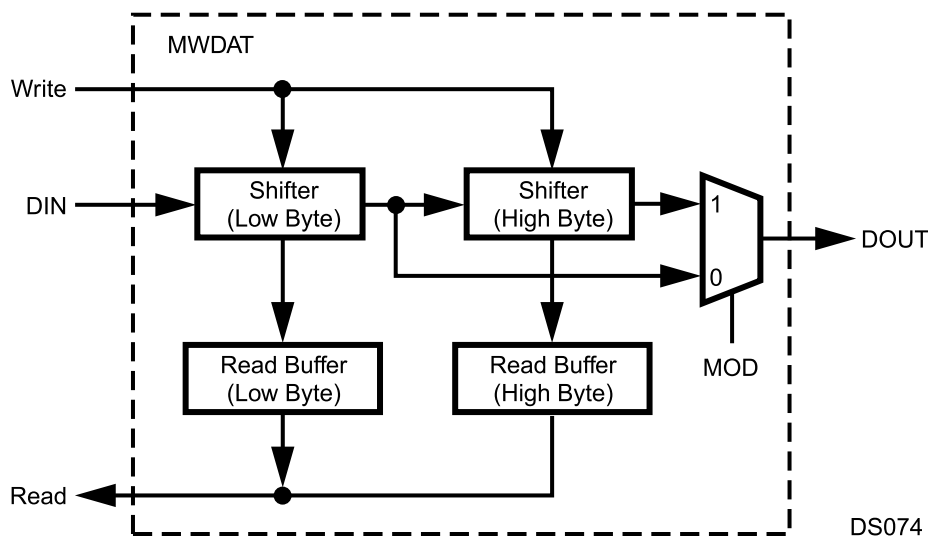 MWDAT
Write
DIN
Shifter
(Low Byte)
Shifter
(High Byte)
1
0
DOUT
MOD
Read Buffer
(Low Byte)
Read Buffer
(High Byte)
Read
DS074